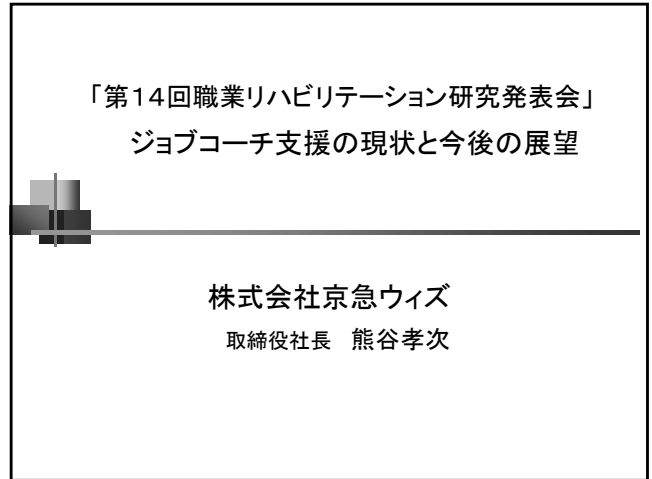 「第１４回職業リハビリテーション研究発表会」
ジョブコーチ支援の現状と今後の展望
株式会社京急ウィズ
取締役社長　熊谷孝次